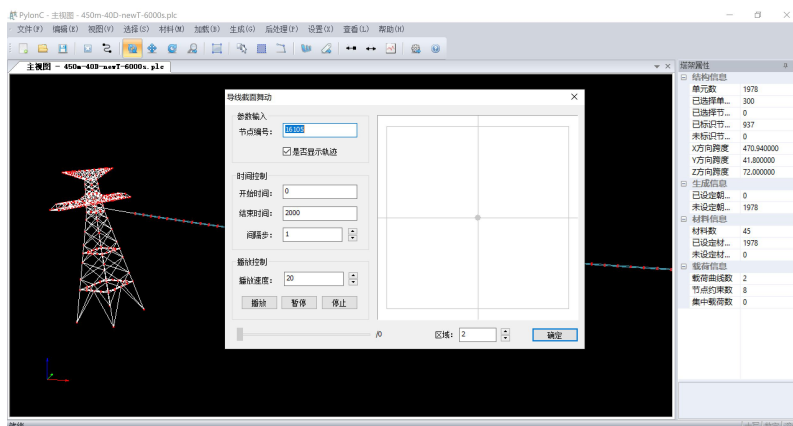 PylonC - 主视图 - 450m-40D-newT-6000s.plc
文件(F) 编辑(E) 视图(V) 选择(S) 材料(M) 加载(B) 生成(G) 后处理(P) 设置(I) 查看(L) 帮助(H)
主视图 - 450m-40D-newT-6000s.plc
导线截面舞动
参数输入
节点编号: 16105
是否显示轨迹
时间控制
开始时间: 0
结束时间: 2000
间隔步: 1
播放控制
播放速度: 20
播放 暂停 停止
/0 区域: 2 确定
塔架属性
结构信息
单元数 1978
已选择单... 300
已选择节... 0
已标识节... 937
未标识节... 0
X方向跨度 470.940000
Y方向跨度 41.800000
Z方向跨度 72.000000
生成信息
已设定朝... 0
未设定朝... 1978
材料信息
材料数 45
已设定材... 1978
未设定材... 0
载荷信息
载荷曲线数 2
节点约束数 8
集中载荷数 0